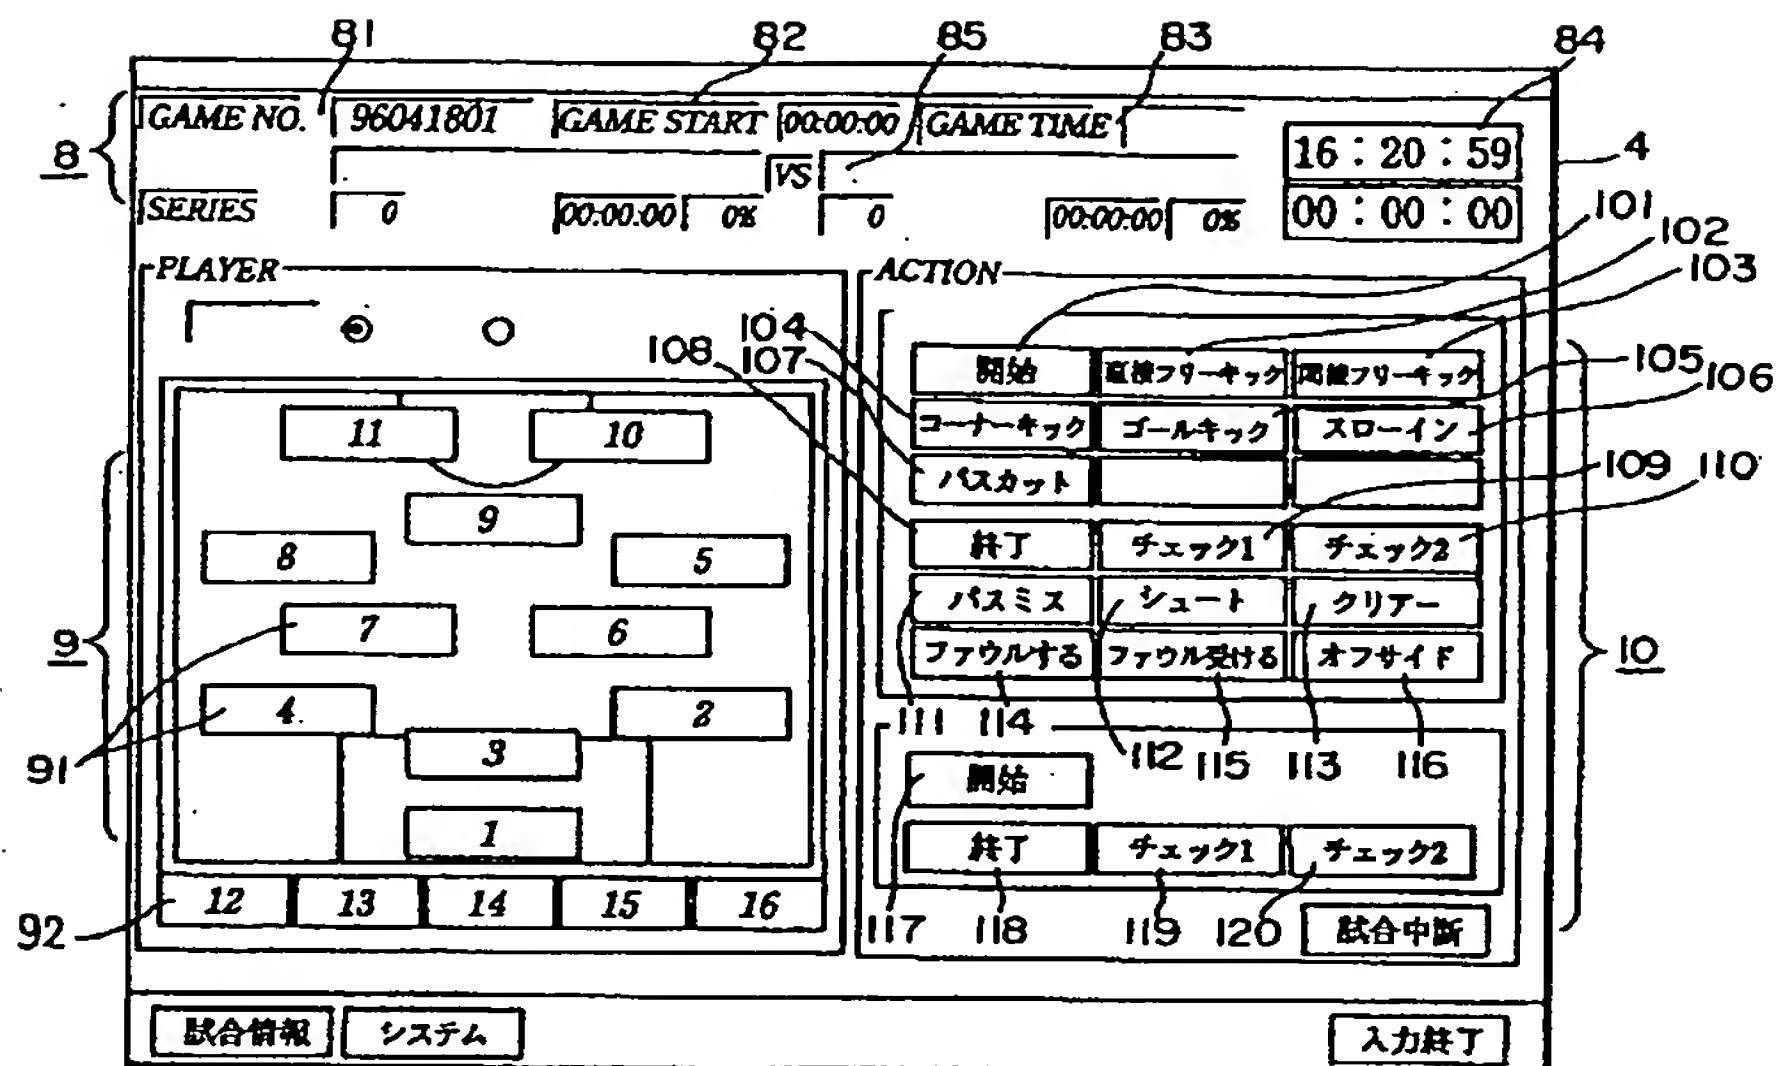 81 82 85 83 84
GAME NO. 96041801 GAME START 00:00:00 GAME TIME
8 VS 16:20:59 4
SERIES 0 00:00:00 0% 0 00:00:00 0% 00:00:00 101
102
PLAYER ACTION 103
104
108
107
開始 直接フリーキック 間接フリーキック 105
106
11 10 コーナーキック ゴールキック スローイン
パスカット 109 110
9
8 5 終了 チェック1 チェック2
7 6 パスミス シュート クリアー
9 10
ファウルする ファウル受ける オフサイド
4 2
111 114 112 115 113 116
3
91 開始
1 終了 チェック1 チェック2
12 13 14 15 16
92 117 118 119 120 試合中断
試合情報 システム 入力終了